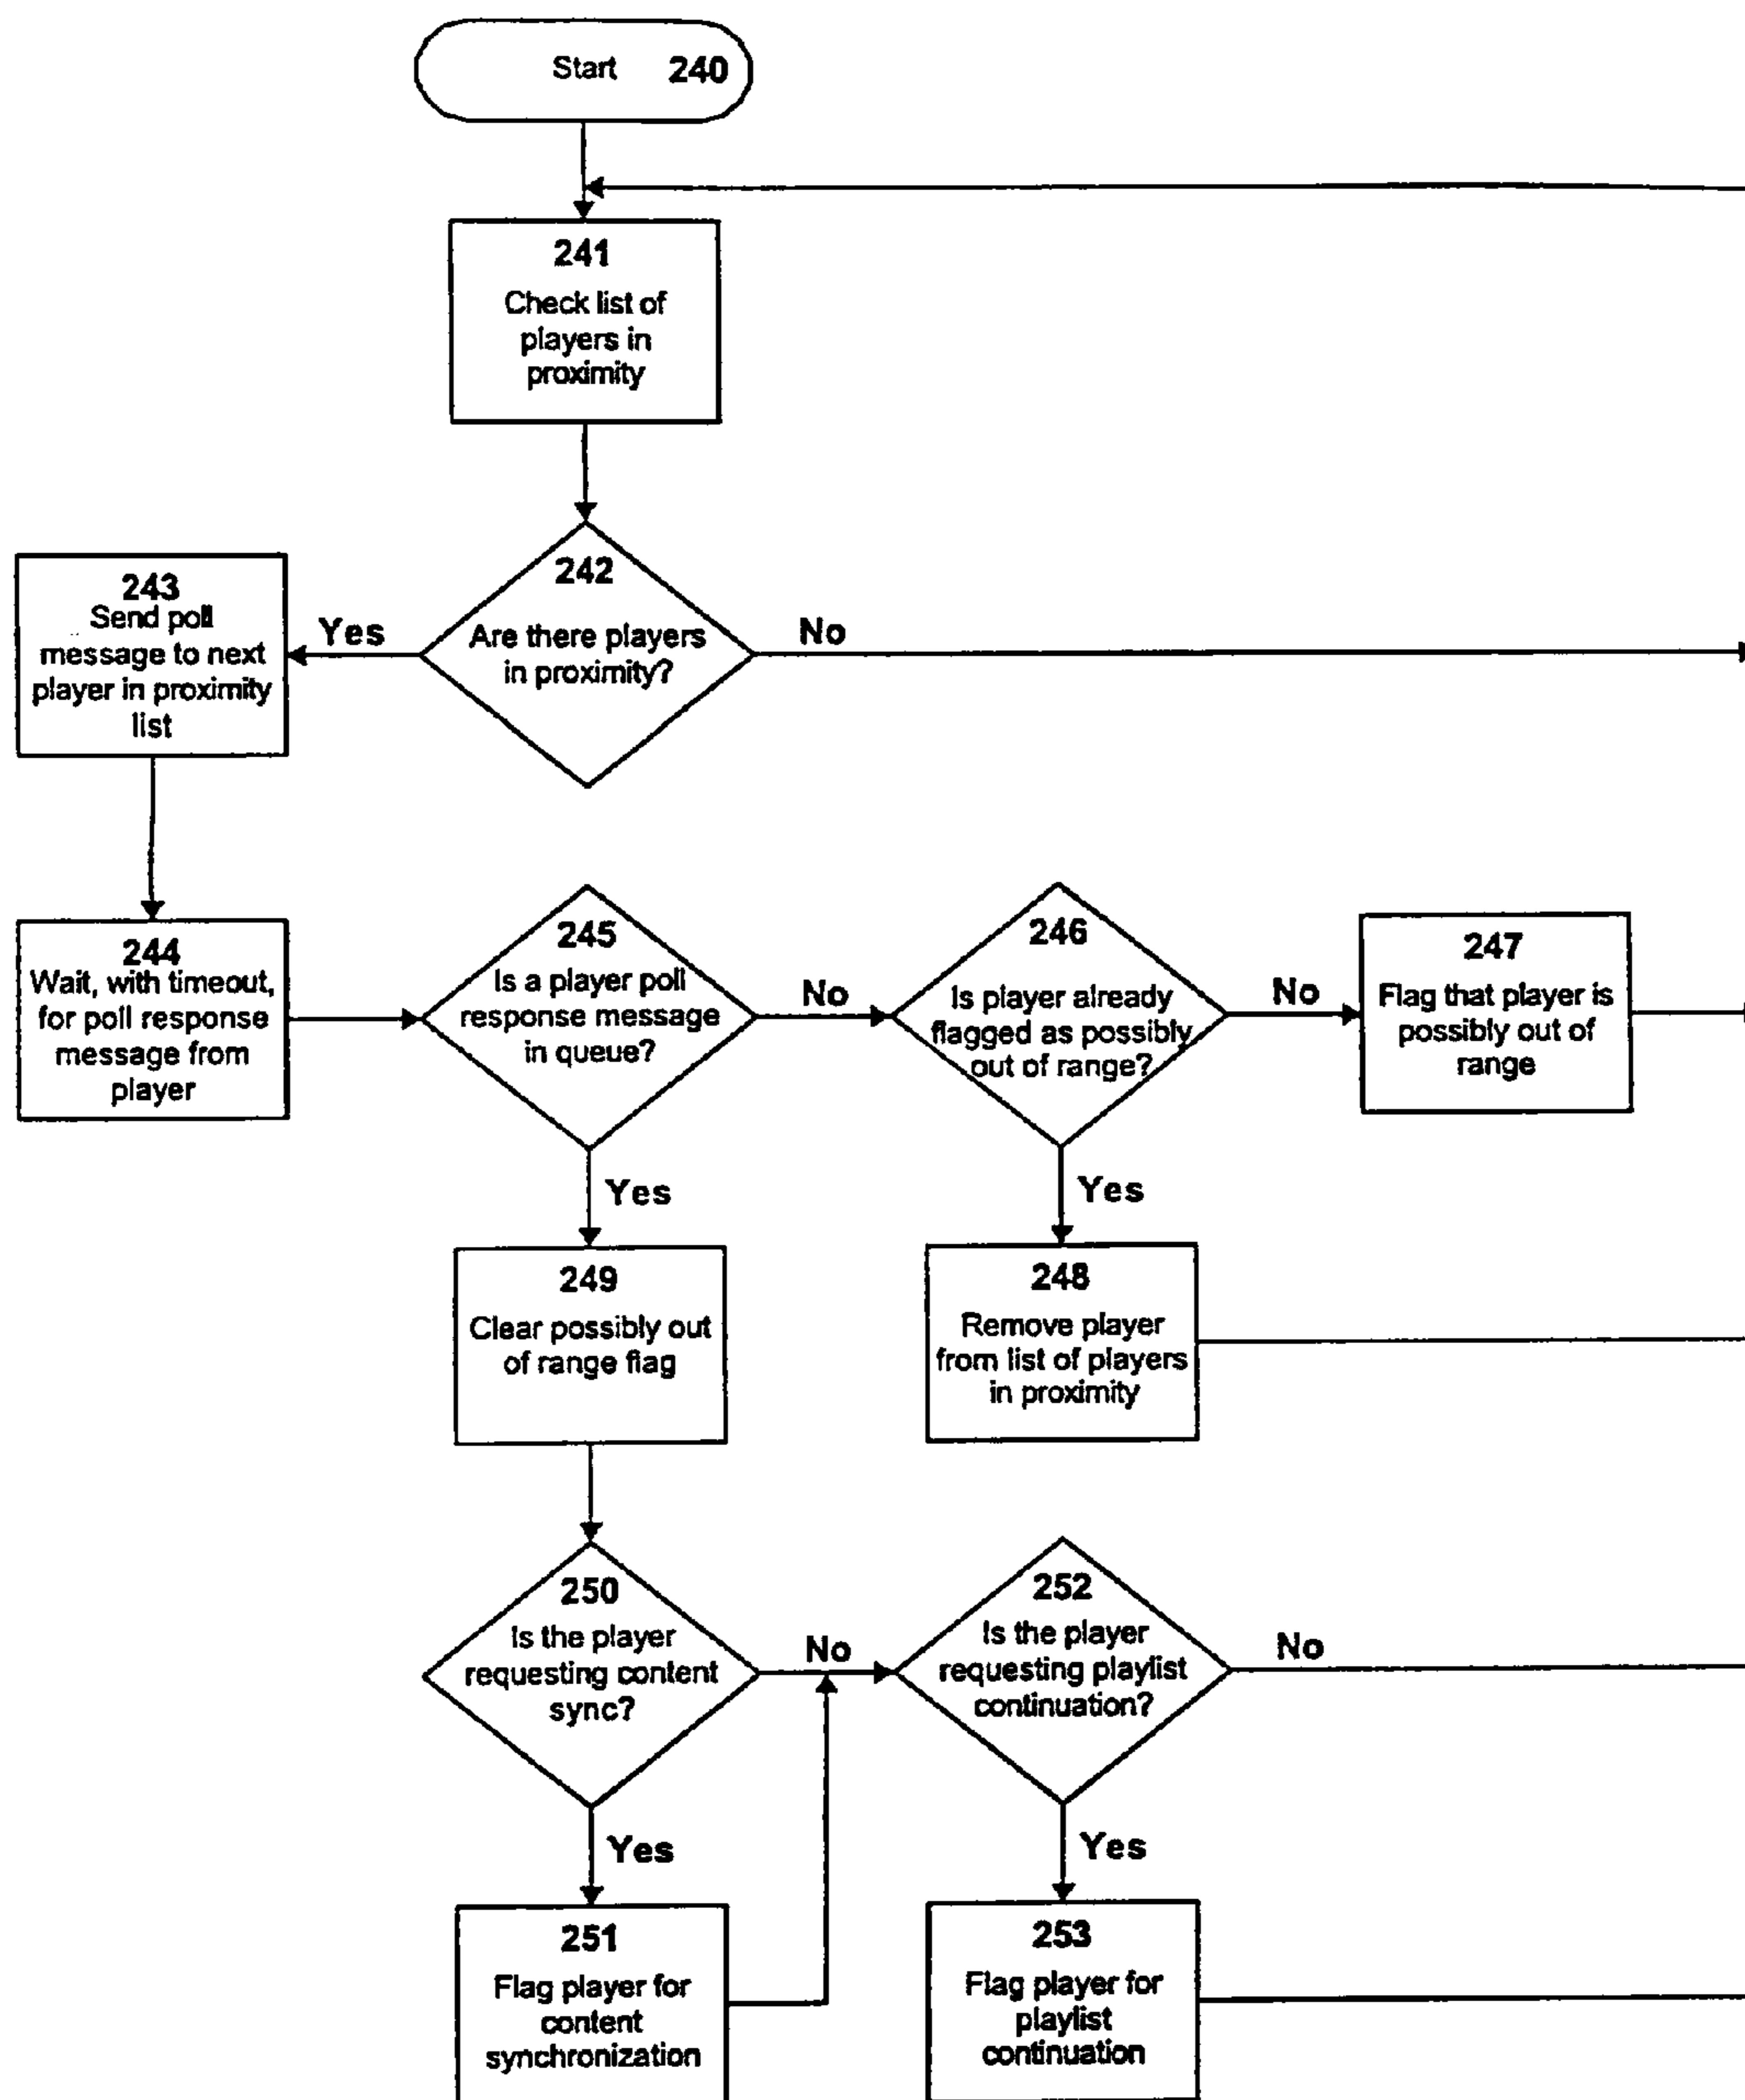 Start 240
241
Check list of
players in
proximity
242
Are there players
in proximity?
Yes
No
243
Send poll
message to next
player in proximity
list
244
Wait, with timeout,
for poll response
message from
player
245
Is a player poll
response message
in queue?
No
Yes
246
Is player already
flagged as possibly
out of range?
No
Yes
247
Flag that player is
possibly out of
range
249
Clear possibly out
of range flag
248
Remove player
from list of players
in proximity
250
Is the player
requesting content
sync?
No
Yes
252
Is the player
requesting playlist
continuation?
No
Yes
251
Flag player for
content
synchronization
253
Flag player for
playlist
continuation